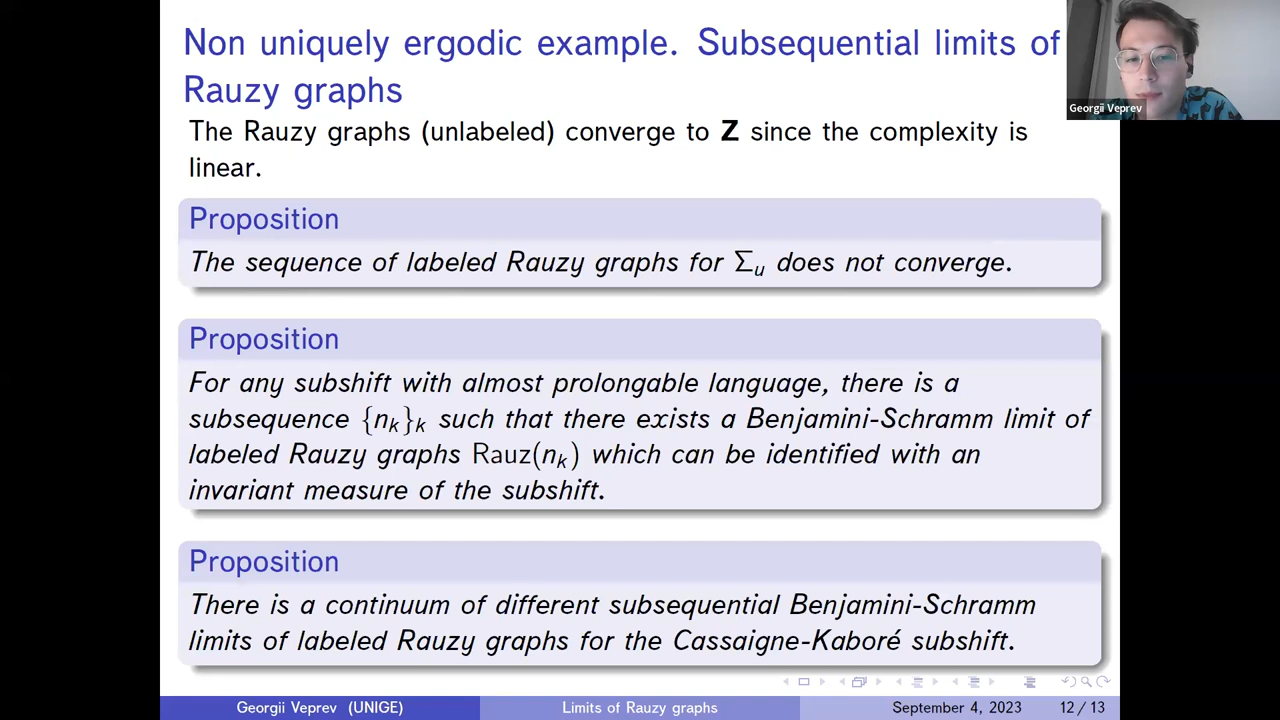 Non uniquely ergodic example. Subsequential limits of
Rauzy graphs
Georgii Veprev
The Rauzy graphs (unlabeled) converge to Z since the complexity is
linear.
Proposition
The sequence of labeled Rauzy graphs for Σu does not converge.
Proposition
For any subshift with almost prolongable language, there is a
subsequence {nk}k such that there exists a Benjamini-Schramm limit of
labeled Rauzy graphs Rauz(nk) which can be identified with an
invariant measure of the subshift.
Proposition
There is a continuum of different subsequential Benjamini-Schramm
limits of labeled Rauzy graphs for the Cassaigne-Kaboré subshift.
Georgii Veprev (UNIGE) Limits of Rauzy graphs September 4, 2023 12 / 13